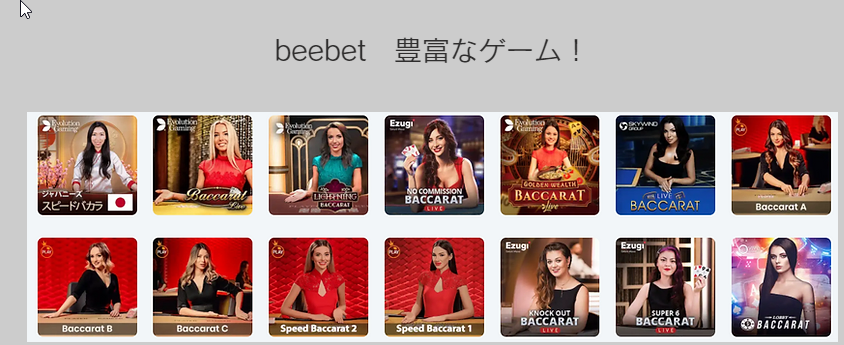 beebet 豊富なゲーム！
Evolution Gaming
ジャパニーズ
スピードバカラ
Evolution Gaming
Baccarat
Live
Evolution Gaming
LIGHTNING
BACCARAT
Ezugi
NO COMMISSION
BACCARAT
LIVE
Evolution Gaming
GOLDEN WEALTH
BACCARAT
live
SKYWIND
GROUP
LIVE
BACCARAT
PLAY
Baccarat A
PLAY
Baccarat B
PLAY
Baccarat C
PLAY
Speed Baccarat 2
PLAY
Speed Baccarat 1
Ezugi
KNOCK OUT
BACCARAT
LIVE
Ezugi
SUPER 6
BACCARAT
LIVE
LOBBY
BACCARAT